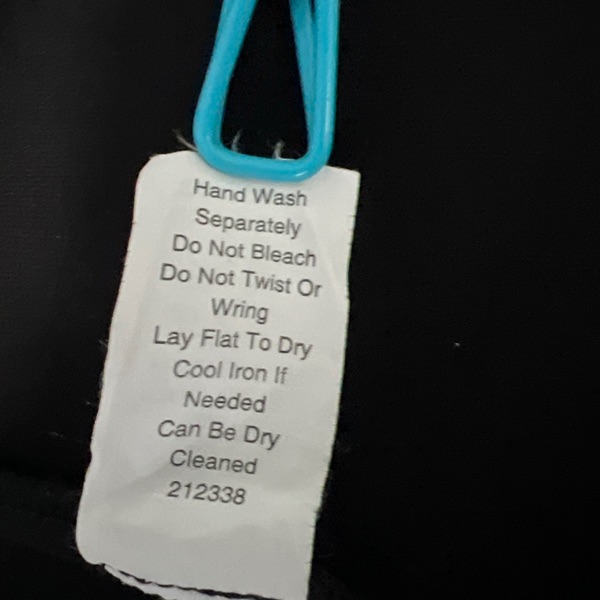 Hand Wash
Separately
Do Not Bleach
Do Not Twist Or
Wring
Lay Flat To Dry
Cool Iron If
Needed
Can Be Dry
Cleaned
212338